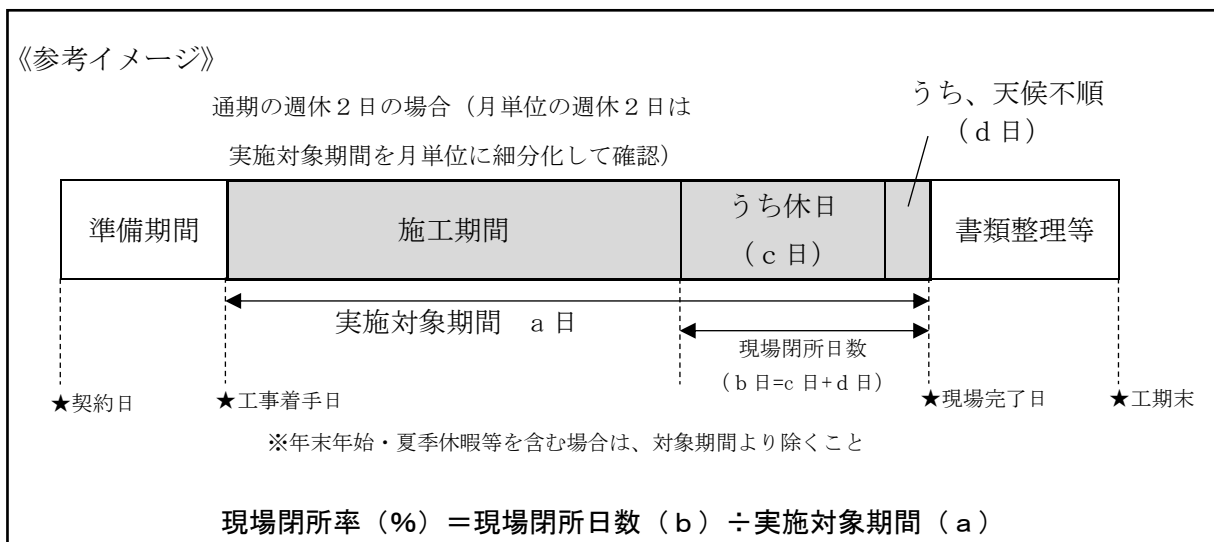 《参考イメージ》
通期の週休２日の場合（月単位の週休２日は
実施対象期間を月単位に細分化して確認）
うち、天候不順
（ｄ日）
準備期間
施工期間
うち休日
（ｃ日）
書類整理等
実施対象期間　ａ日
現場閉所日数
（ｂ日=ｃ日+ｄ日）
★契約日
★工事着手日
★現場完了日
★工期末
※年末年始・夏季休暇等を含む場合は、対象期間より除くこと
現場閉所率（％）＝現場閉所日数（ｂ）÷実施対象期間（ａ）